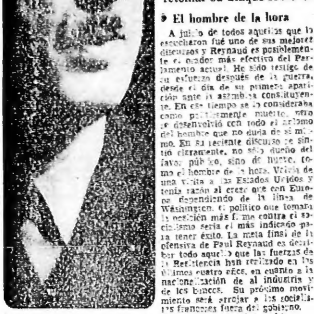 El hombre de la hora
A juicio de todos aquellos que lo
escucharon fué uno de sus mejores
discursos y Reynaud es posiblemen-
te el orador más efectivo del Par-
lamento actual. He sido testigo de
su esfuerzo después de la guerra,
desde el día de su primera apari-
ción ante la asamblea constituyen-
te. En ese tiempo se lo consideraba
como políticamente muerto, pero
se desenvolvió con todo el
del hombre que no duda de sí mis-
mo. En su reciente discurso se sin-
tió claramente, no sólo dueño del
favor público, sino de nuevo, co-
mo el hombre de la hora. Volvía de
una visita a los Estados Unidos y
tenía razón al creer que con Euro-
pa dependiendo de la línea de
Wáshington, el político que tomara
la posición más firme contra el so-
cialismo sería el más indicado pa-
ra tener éxito. La meta final de la
ofensiva de Paul Reynaud es
todo aquello que las fuerzas de
la Resistencia han realizado en los
últimos cuatro años, en cuanto a la
nacionalización de al industria y
de los bancos. Su próximo movi-
miento será arrojar a los socialis-
tas franceses fuera del gobierno.